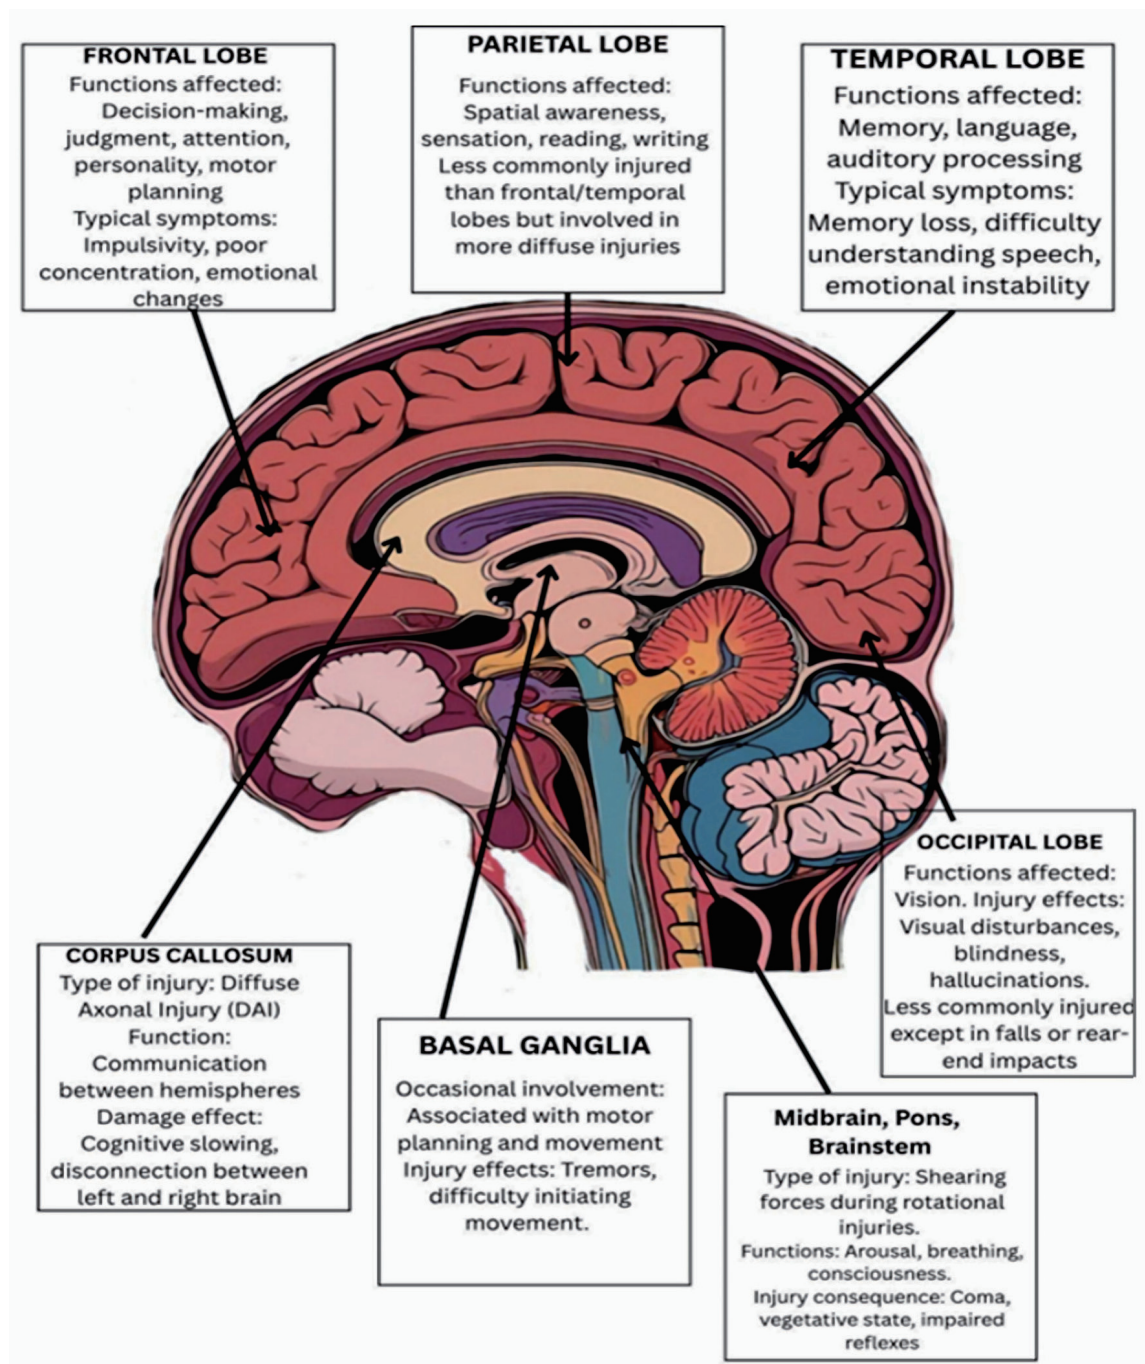 FRONTAL LOBE
Functions affected:
Decision-making,
judgment, attention,
personality, motor
planning
Typical symptoms:
Impulsivity, poor
concentration, emotional
changes
PARIETAL LOBE
Functions affected:
Spatial awareness,
sensation, reading, writing
Less commonly injured
than frontal/temporal
lobes but involved in
more diffuse injuries
TEMPORAL LOBE
Functions affected:
Memory, language,
auditory processing
Typical symptoms:
Memory loss, difficulty
understanding speech,
emotional instability
CORPUS CALLOSUM
Type of injury: Diffuse
Axonal Injury (DAI)
Function:
Communication
between hemispheres
Damage effect:
Cognitive slowing,
disconnection between
left and right brain
BASAL GANGLIA
Occasional involvement:
Associated with motor
planning and movement
Injury effects: Tremors,
difficulty initiating
movement.
OCCIPITAL LOBE
Functions affected:
Vision. Injury effects:
Visual disturbances,
blindness,
hallucinations.
Less commonly injured
except in falls or rear-
end impacts
Midbrain, Pons,
Brainstem
Type of injury: Shearing
forces during rotational
injuries.
Functions: Arousal, breathing,
consciousness.
Injury consequence: Coma,
vegetative state, impaired
reflexes